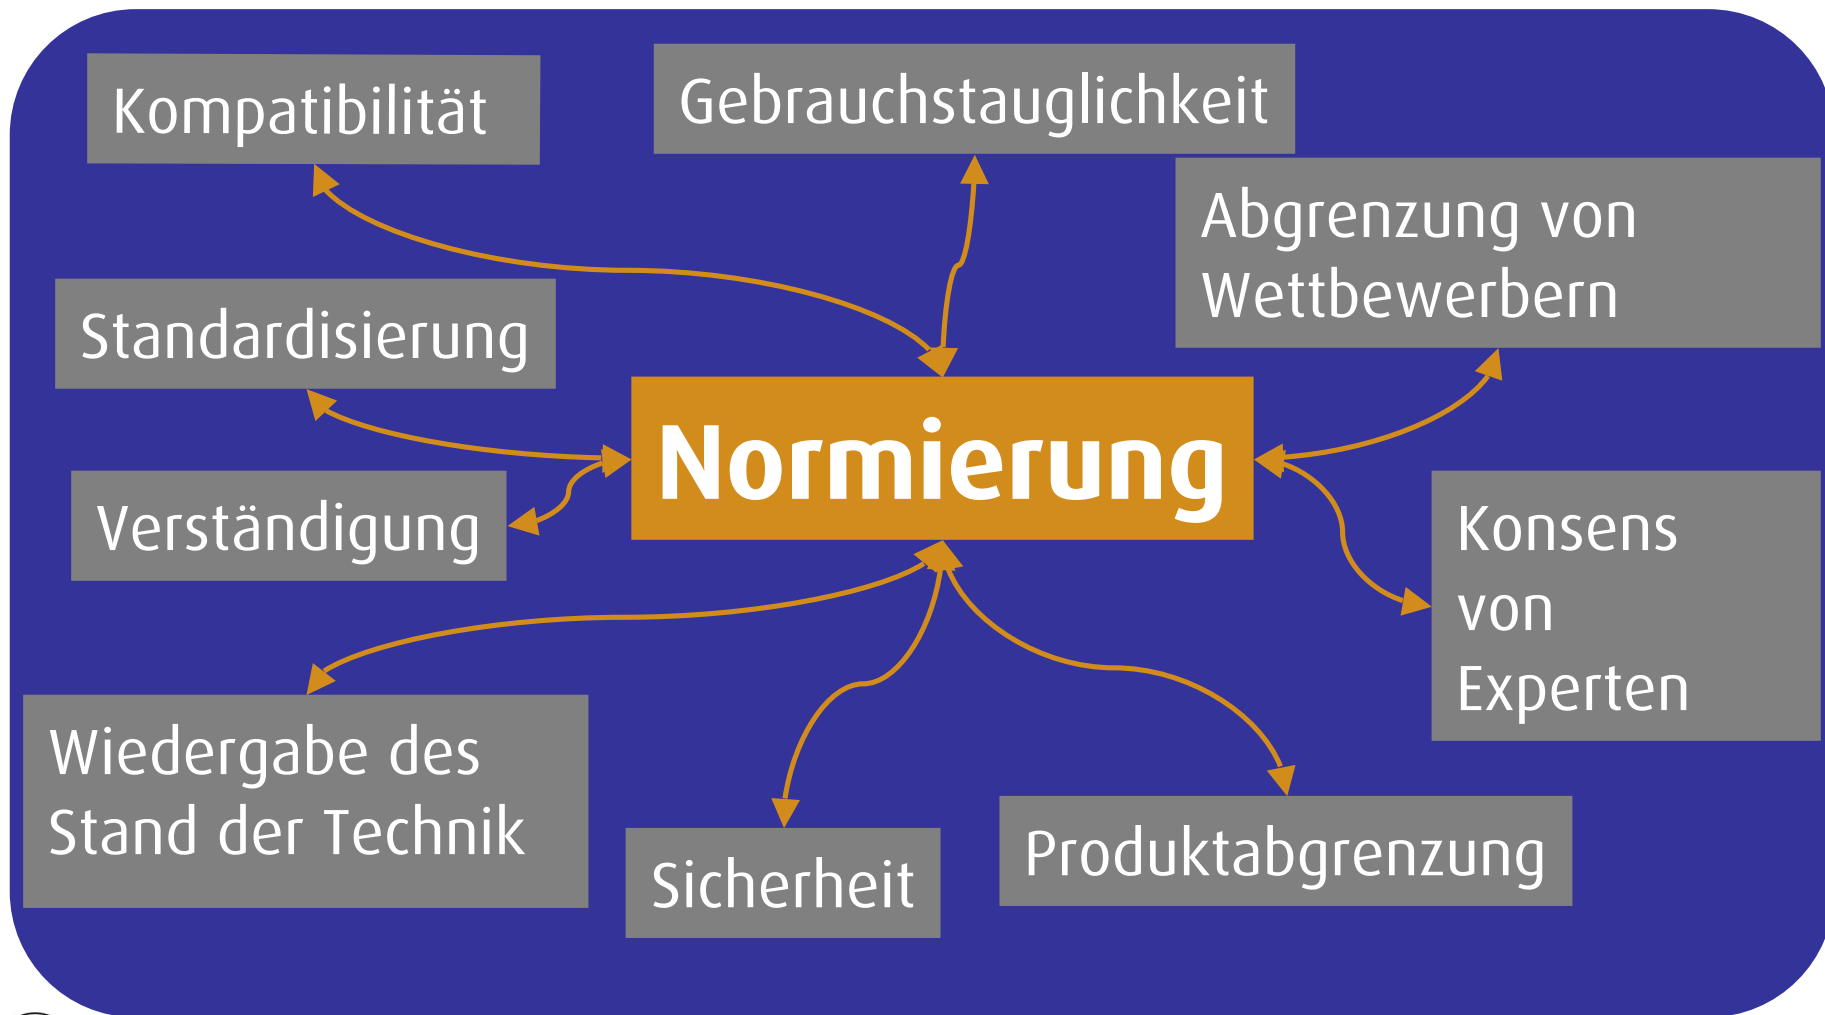 Kompatibilität
Gebrauchstauglichkeit
Abgrenzung von
Wettbewerbern
Standardisierung
Normierung
Verständigung
Konsens
von
Experten
Wiedergabe des
Stand der Technik
Sicherheit
Produktabgrenzung